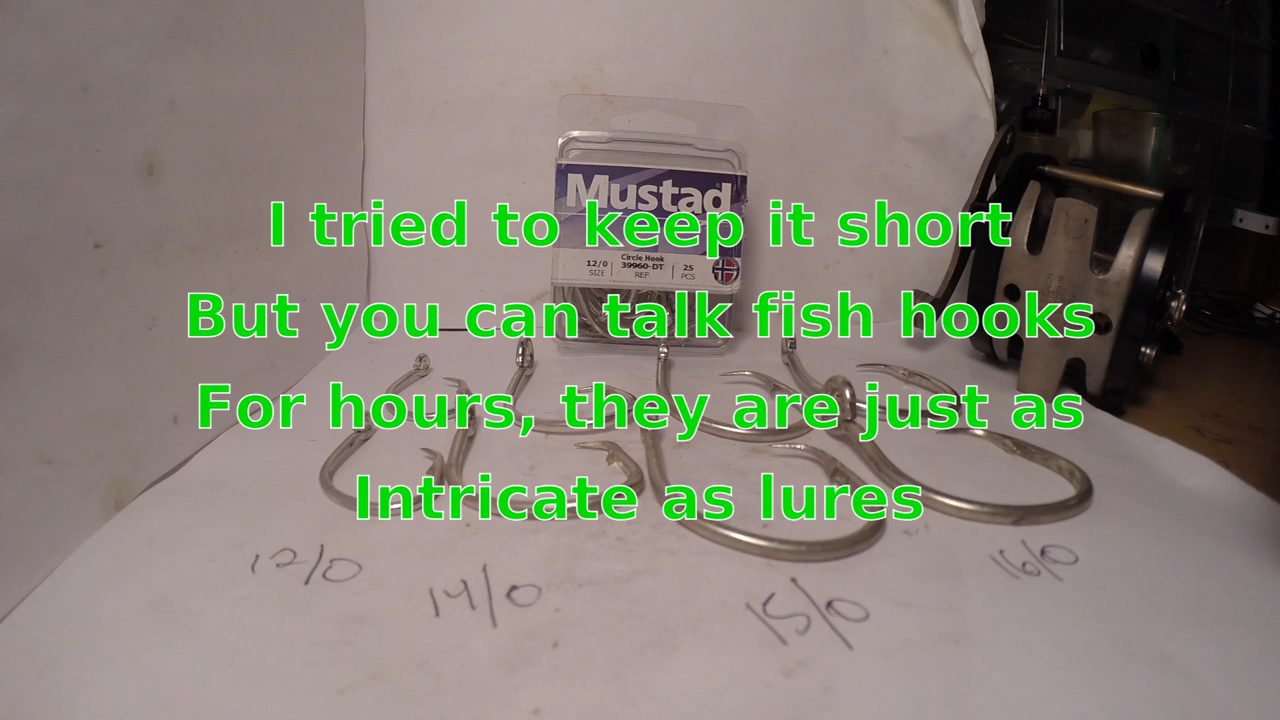 Mustad
I tried to keep it short
Circle Hook
12/0 39960-DT 25
SIZE REF PCS
But you can talk fish hooks
For hours, they are just as
Intricate as lures
12/0
14/0
15/0
16/0